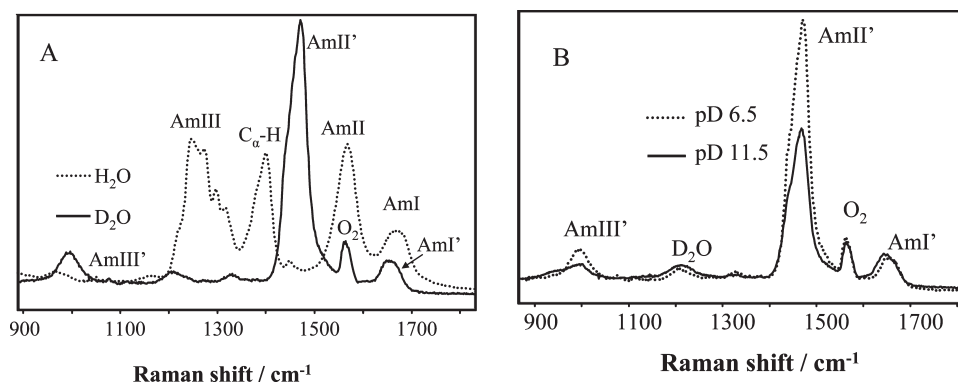 A
AmII’
AmIII
Cα-H
AmII
H2O
D2O
AmI
O2
AmI’
AmIII’
900 1100 1300 1500 1700
Raman shift / cm-1
B
AmII’
pD 6.5
pD 11.5
O2
AmIII’
D2O
AmI’
900 1100 1300 1500 1700
Raman shift / cm-1